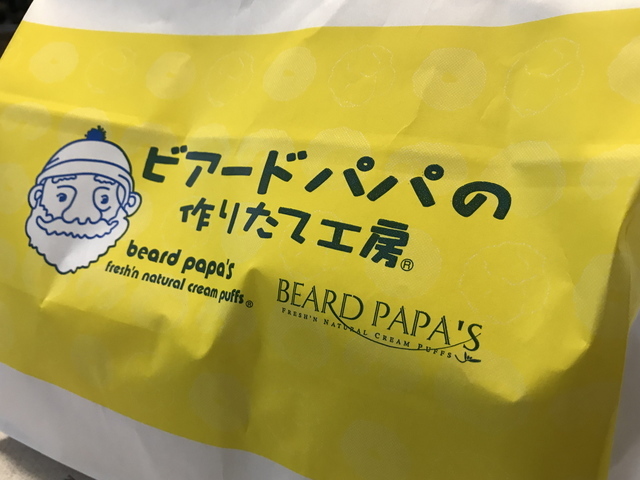 ビアードパパの
作りたて工房®
beard papa's
fresh'n natural cream puffs®
BEARD PAPA'S
FRESH'N NATURAL CREAM PUFFS